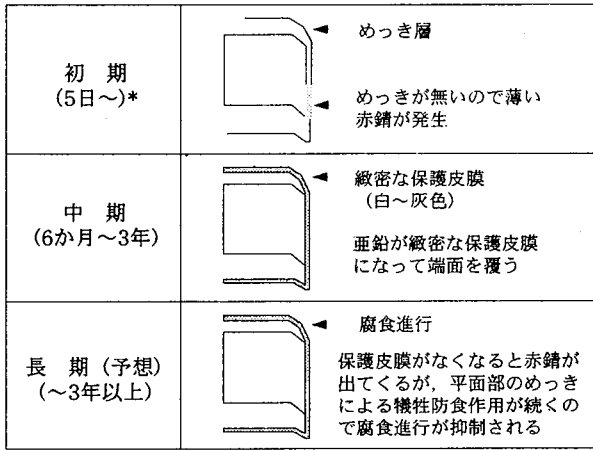 初 期
(5日〜)*
めっき層
めっきが無いので薄い
赤錆が発生
中 期
(6か月〜3年)
緻密な保護皮膜
(白〜灰色)
亜鉛が緻密な保護皮膜
になって端面を覆う
長 期 (予想)
(〜3年以上)
腐食進行
保護皮膜がなくなると赤錆が
出てくるが，平面部のめっき
による犠牲防食作用が続くの
で腐食進行が抑制される